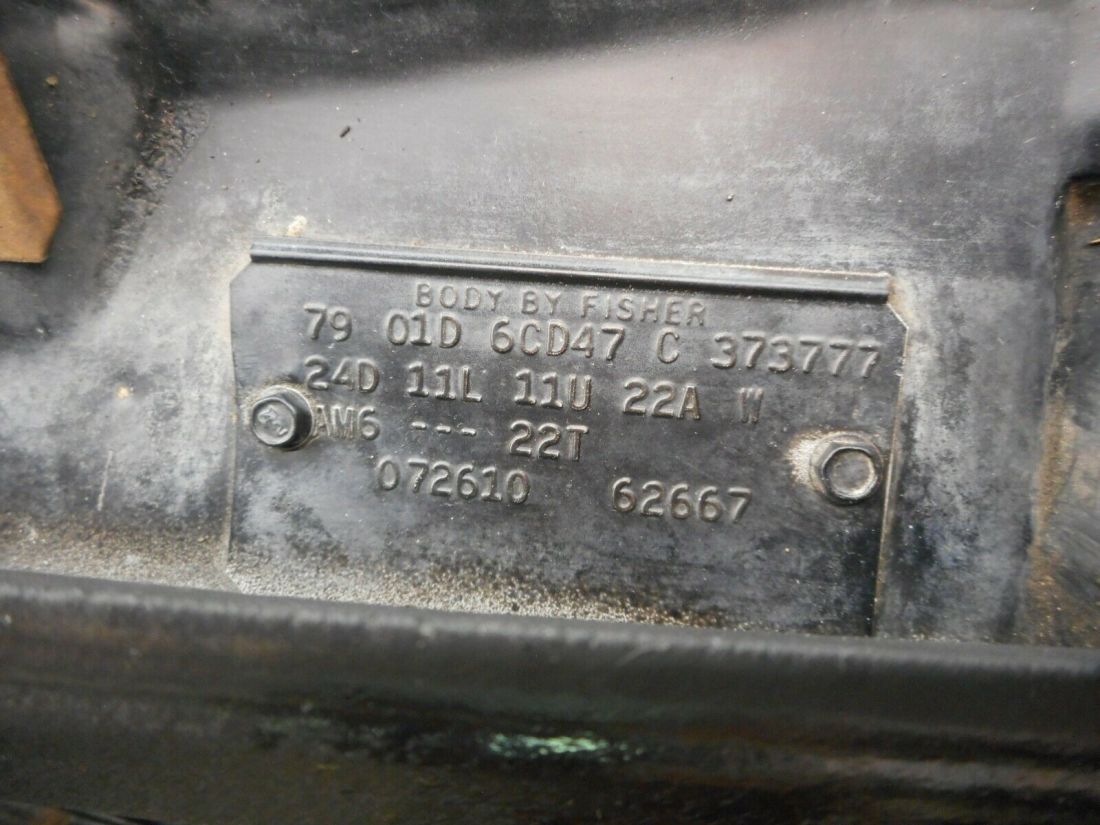 BODY BY FISHER
79 01D 6CD47 C 373777
24D 11L 11U 22A W
AM6 --- 22T
072610 62667